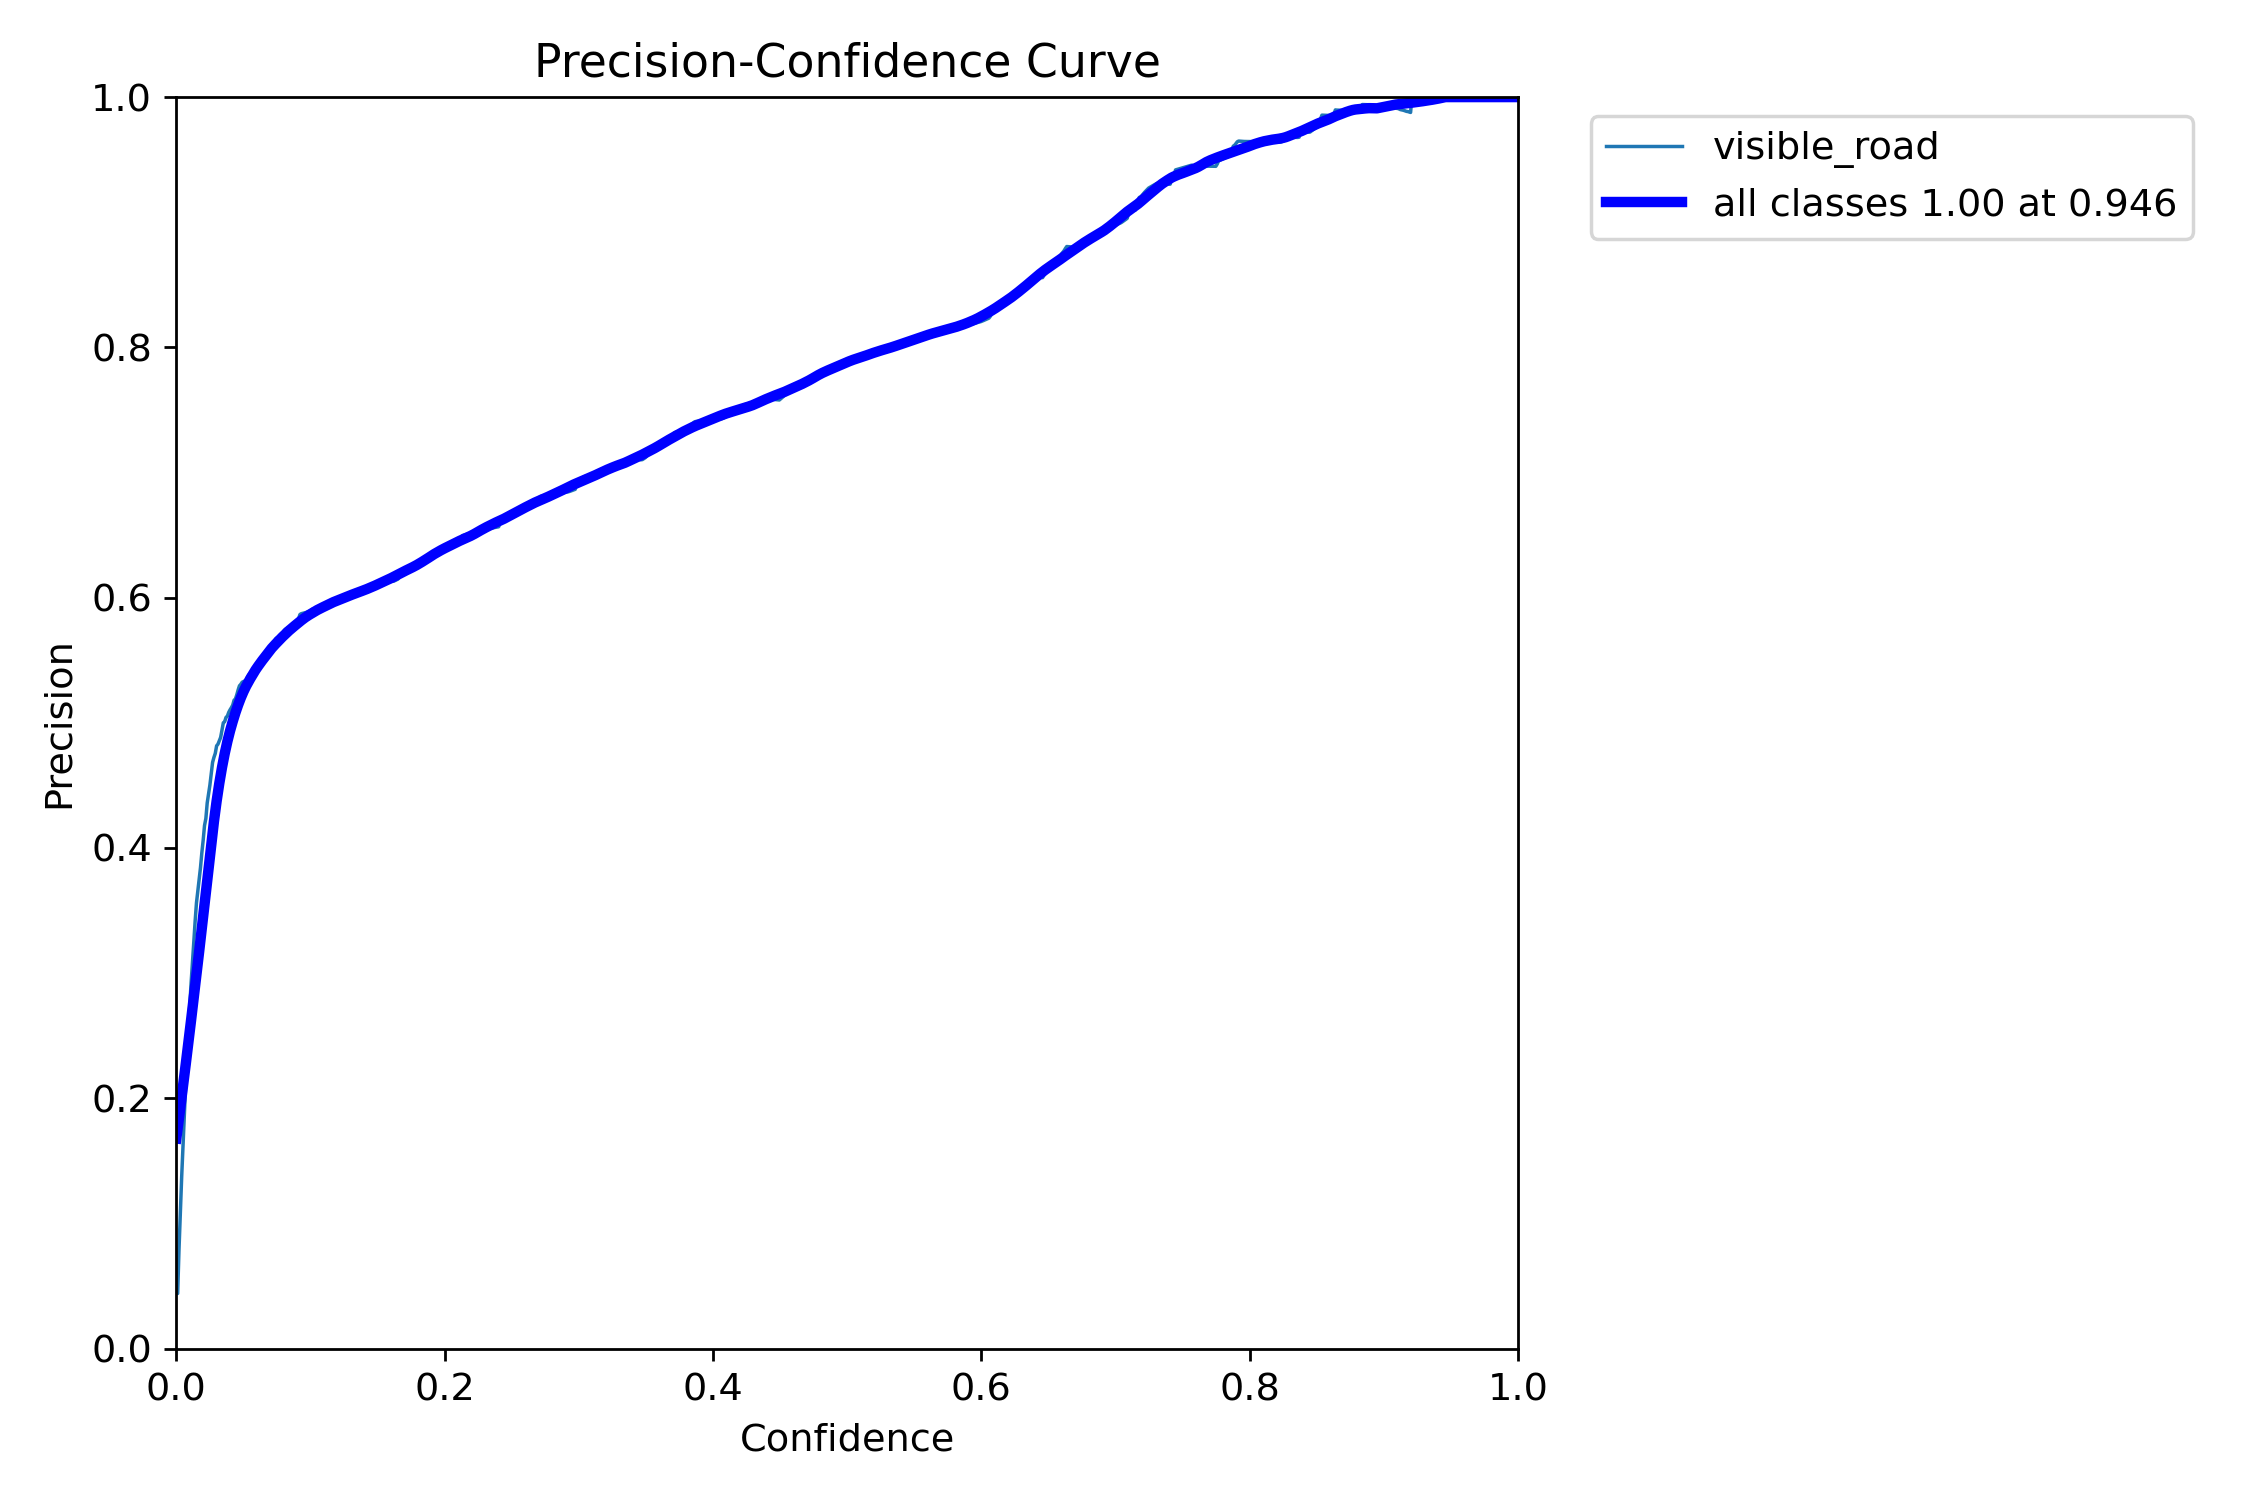 Precision-Confidence Curve
1.0
0.8
0.6
0.4
0.2
0.0
Precision
0.0 0.2 0.4 0.6 0.8 1.0
Confidence
visible_road
all classes 1.00 at 0.946